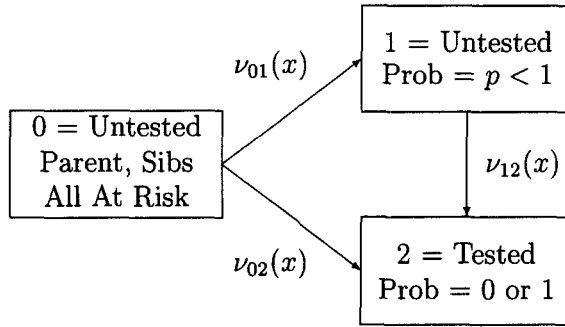 1 = Untested
Prob = p < 1
ν01(x)
0 = Untested
Parent, Sibs
All At Risk
ν12(x)
ν02(x)
2 = Tested
Prob = 0 or 1